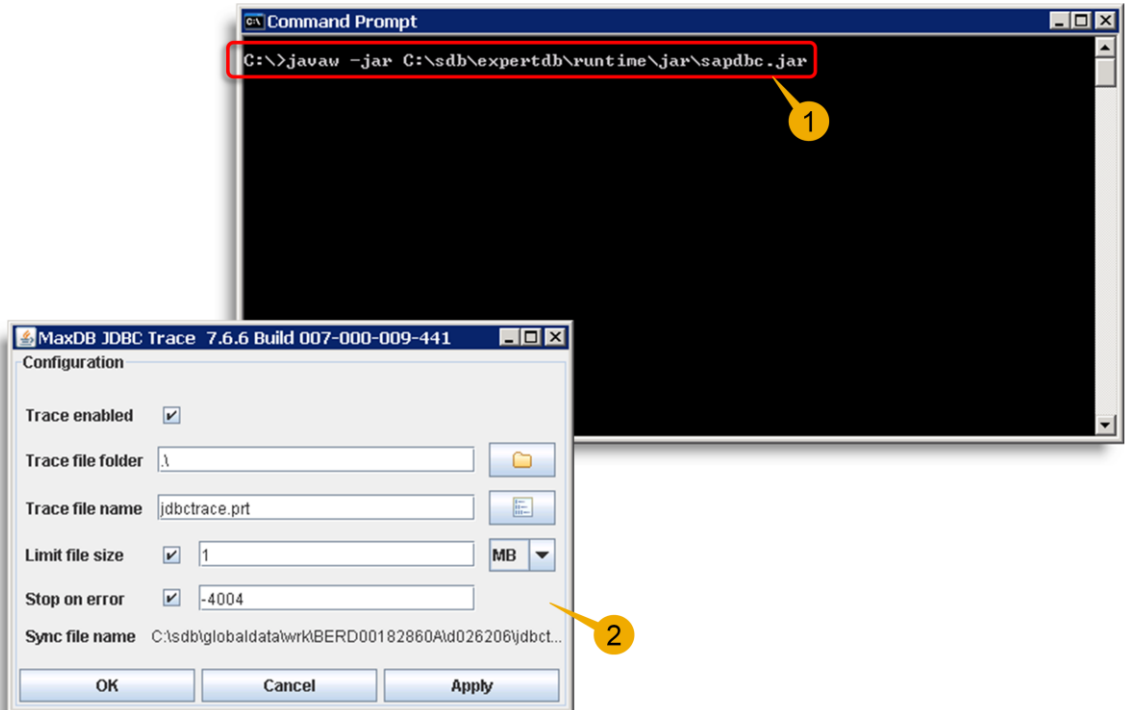 Command Prompt
C:\>javaw -jar C:\sdb\expertdb\runtime\jar\sapdbc.jar
1
MaxDB JDBC Trace 7.6.6 Build 007-000-009-441
Configuration
Trace enabled
Trace file folder .\
Trace file name jdbctrace.prt
Limit file size 1 MB
Stop on error -4004
2
Sync file name C:\sdb\globaldata\wrk\BERD00182860A\d026206\jdbct...
OK Cancel Apply